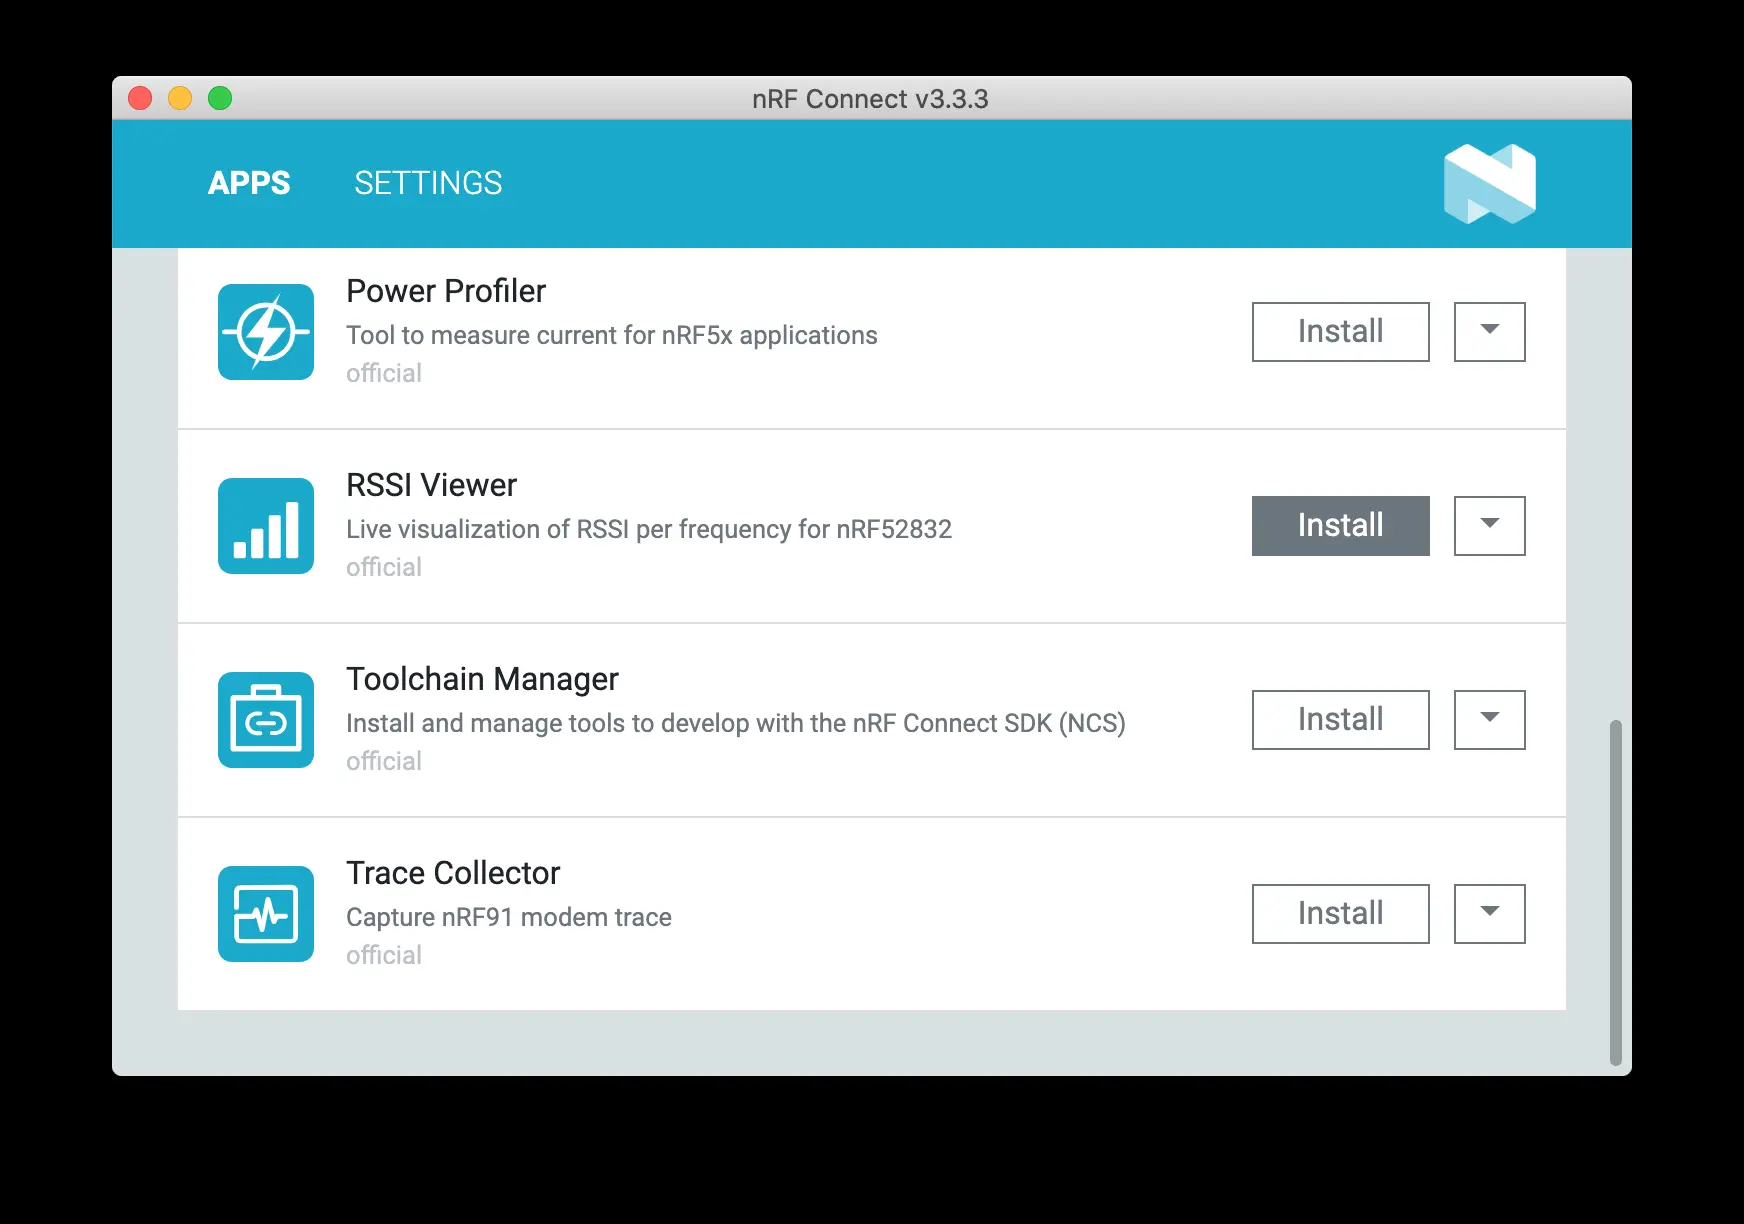 nRF Connect v3.3.3
APPS SETTINGS
Power Profiler
Tool to measure current for nRF5x applications
official
Install
RSSI Viewer
Live visualization of RSSI per frequency for nRF52832
official
Install
Toolchain Manager
Install and manage tools to develop with the nRF Connect SDK (NCS)
official
Install
Trace Collector
Capture nRF91 modem trace
official
Install